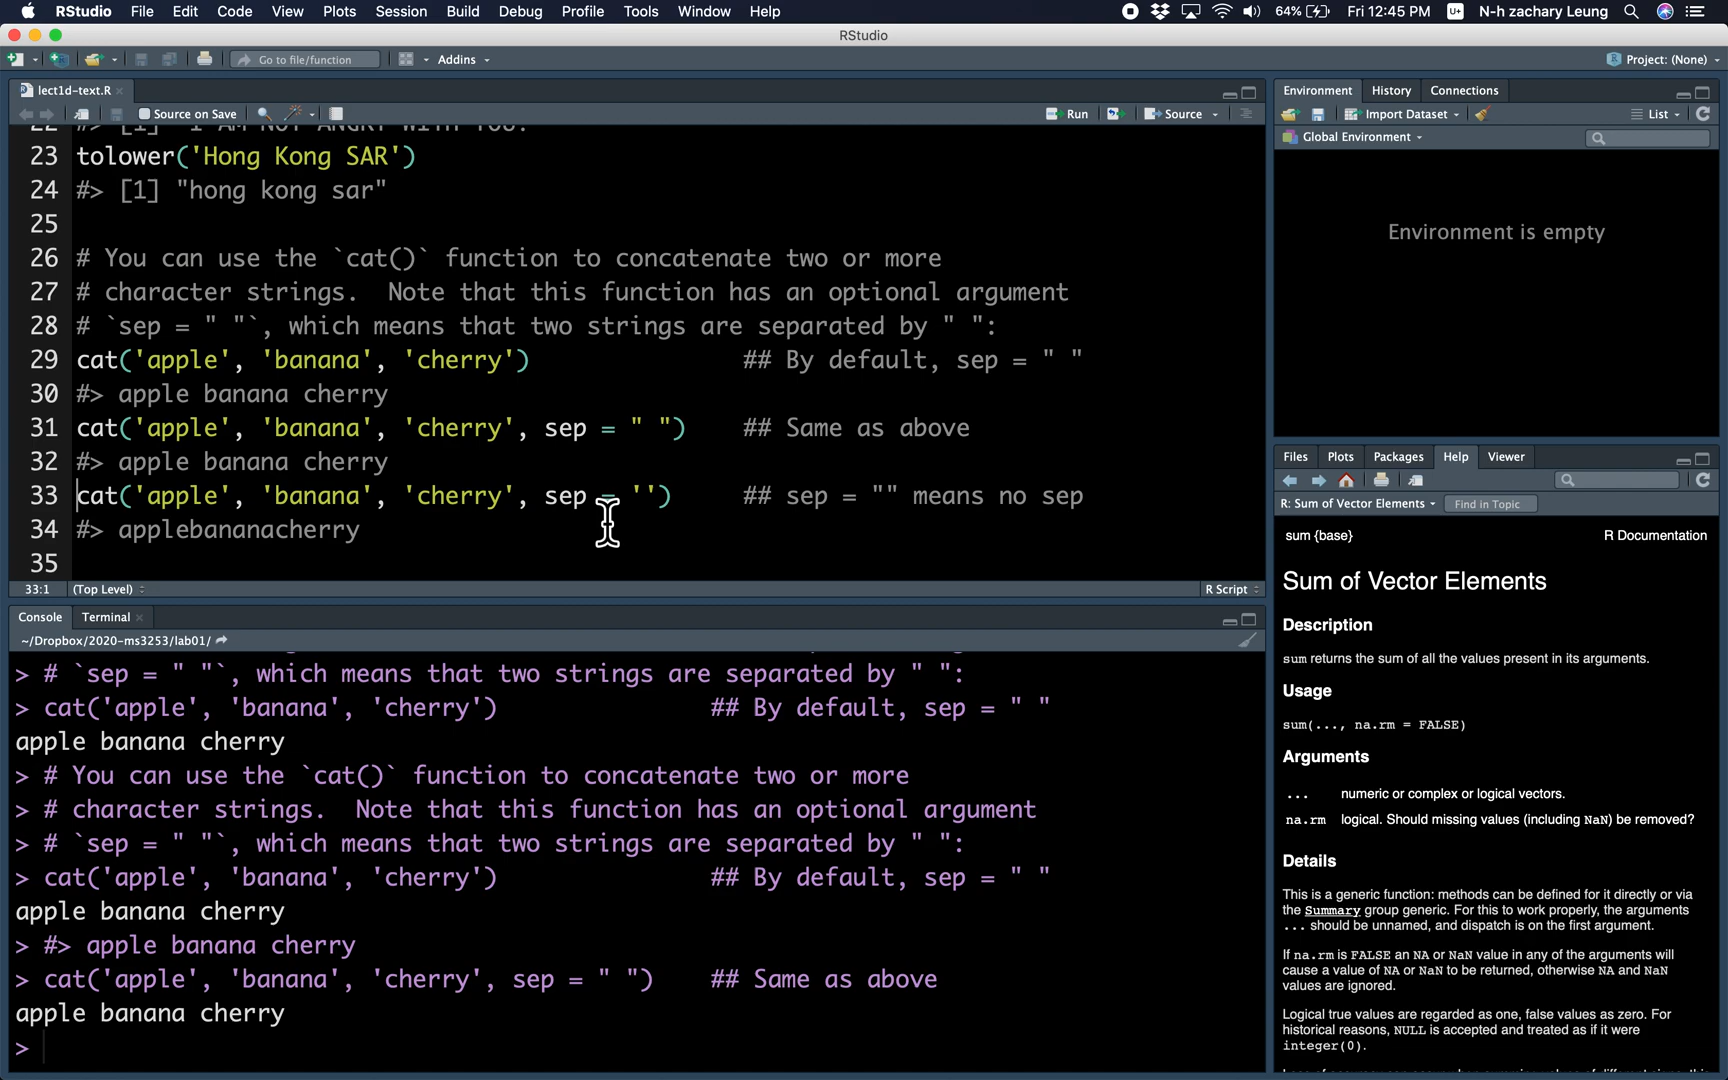 RStudio File Edit Code View Plots Session Build Debug Profile Tools Window Help 64% Fri 12:45 PM U+ N-h zachary Leung
RStudio
Go to file/function Addins Project: (None)
lect1d-text.R
Source on Save Run Source
23 tolower('Hong Kong SAR')
24 #> [1] "hong kong sar"
25
26 # You can use the `cat()` function to concatenate two or more
27 # character strings.  Note that this function has an optional argument
28 # `sep = " "`, which means that two strings are separated by " ":
29 cat('apple', 'banana', 'cherry') ## By default, sep = " "
30 #> apple banana cherry
31 cat('apple', 'banana', 'cherry', sep = " ") ## Same as above
32 #> apple banana cherry
33 cat('apple', 'banana', 'cherry', sep = '') ## sep = "" means no sep
34 #> applebananacherry
35
33:1 (Top Level) R Script
Console Terminal
~/Dropbox/2020-ms3253/lab01/
> # `sep = " "`, which means that two strings are separated by " ":
> cat('apple', 'banana', 'cherry') ## By default, sep = " "
apple banana cherry
> # You can use the `cat()` function to concatenate two or more
> # character strings.  Note that this function has an optional argument
> # `sep = " "`, which means that two strings are separated by " ":
> cat('apple', 'banana', 'cherry') ## By default, sep = " "
apple banana cherry
> #> apple banana cherry
> cat('apple', 'banana', 'cherry', sep = " ") ## Same as above
apple banana cherry
>
Environment History Connections
Import Dataset List
Global Environment
Environment is empty
Files Plots Packages Help Viewer
R: Sum of Vector Elements Find in Topic
sum {base} R Documentation
Sum of Vector Elements
Description
sum returns the sum of all the values present in its arguments.
Usage
sum(..., na.rm = FALSE)
Arguments
... numeric or complex or logical vectors.
na.rm logical. Should missing values (including NaN) be removed?
Details
This is a generic function: methods can be defined for it directly or via
the Summary group generic. For this to work properly, the arguments
... should be unnamed, and dispatch is on the first argument.
If na.rm is FALSE an NA or NaN value in any of the arguments will
cause a value of NA or NaN to be returned, otherwise NA and NaN
values are ignored.
Logical true values are regarded as one, false values as zero. For
historical reasons, NULL is accepted and treated as if it were
integer(0).